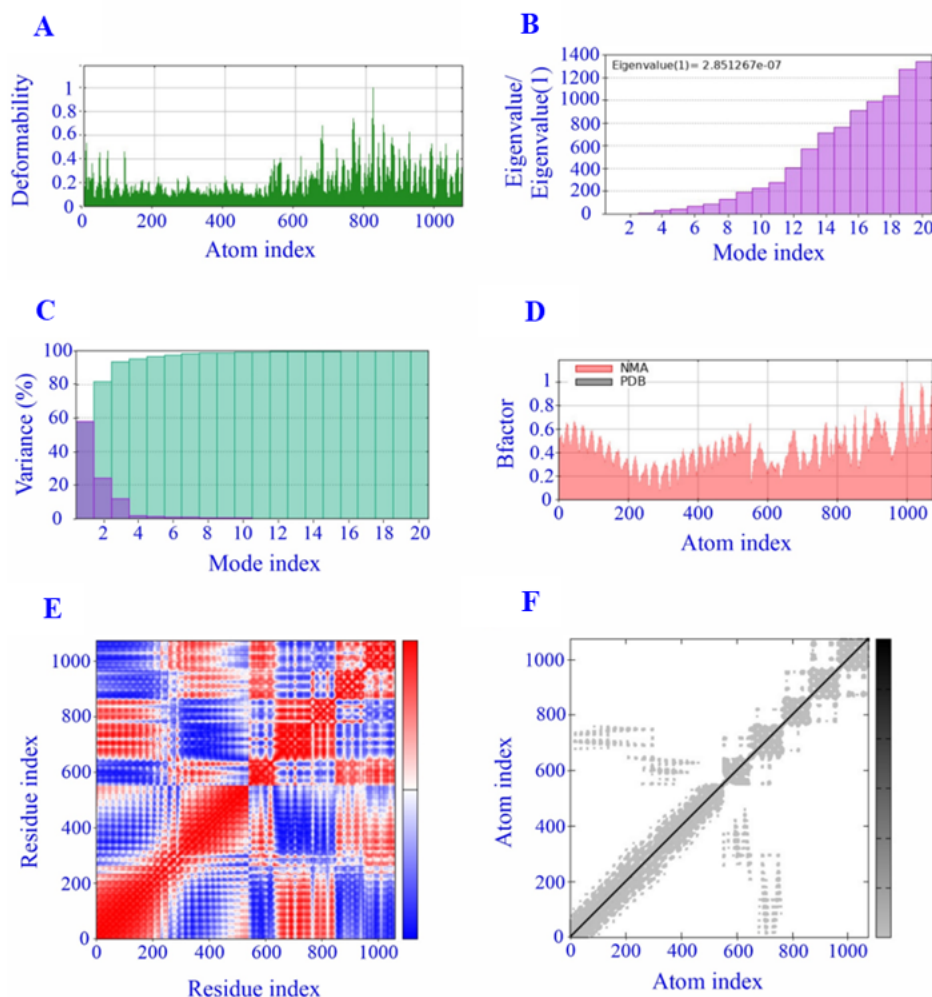 A
Deformability
1
0.8
0.6
0.4
0.2
0
0 200 400 600 800 1000
Atom index
B
Eigenvalue/
Eigenvalue(1)
Eigenvalue(1)= 2.851267e-07
1400
1200
1000
800
600
400
200
0
2 4 6 8 10 12 14 16 18 20
Mode index
C
Variance (%)
100
80
60
40
20
0
2 4 6 8 10 12 14 16 18 20
Mode index
D
Bfactor
NMA
PDB
1
0.8
0.6
0.4
0.2
0
0 200 400 600 800 1000
Atom index
E
Residue index
1000
800
600
400
200
0
0 200 400 600 800 1000
Residue index
F
Atom index
1000
800
600
400
200
0
0 200 400 600 800 1000
Atom index